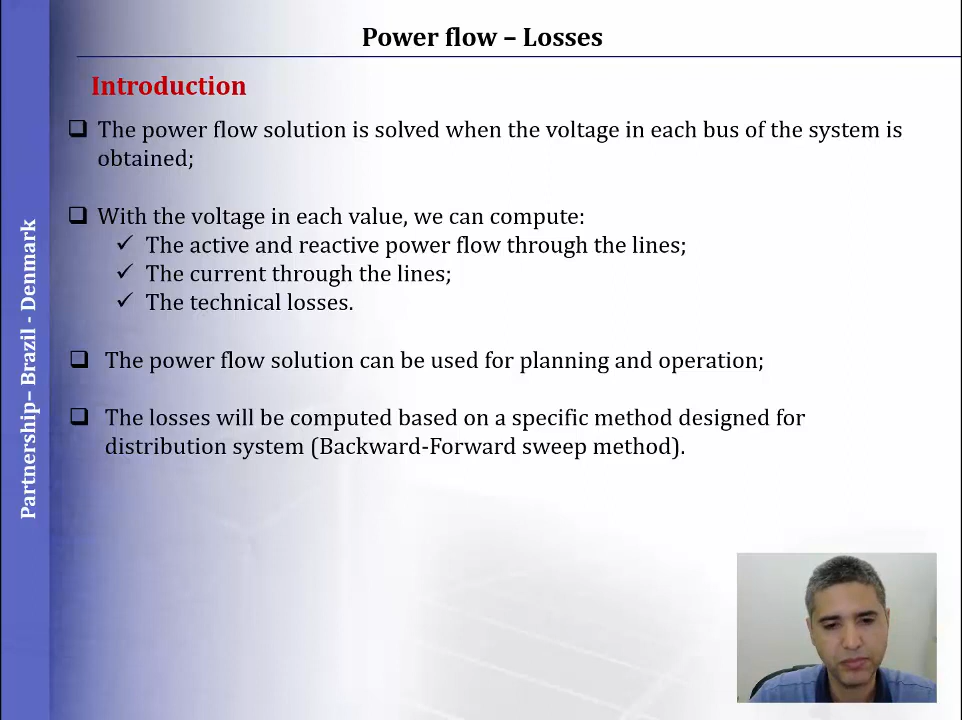 Power flow – Losses
Introduction
❑ The power flow solution is solved when the voltage in each bus of the system is
obtained;
❑ With the voltage in each value, we can compute:
✓ The active and reactive power flow through the lines;
✓ The current through the lines;
✓ The technical losses.
❑ The power flow solution can be used for planning and operation;
❑ The losses will be computed based on a specific method designed for
distribution system (Backward-Forward sweep method).
Partnership– Brazil - Denmark